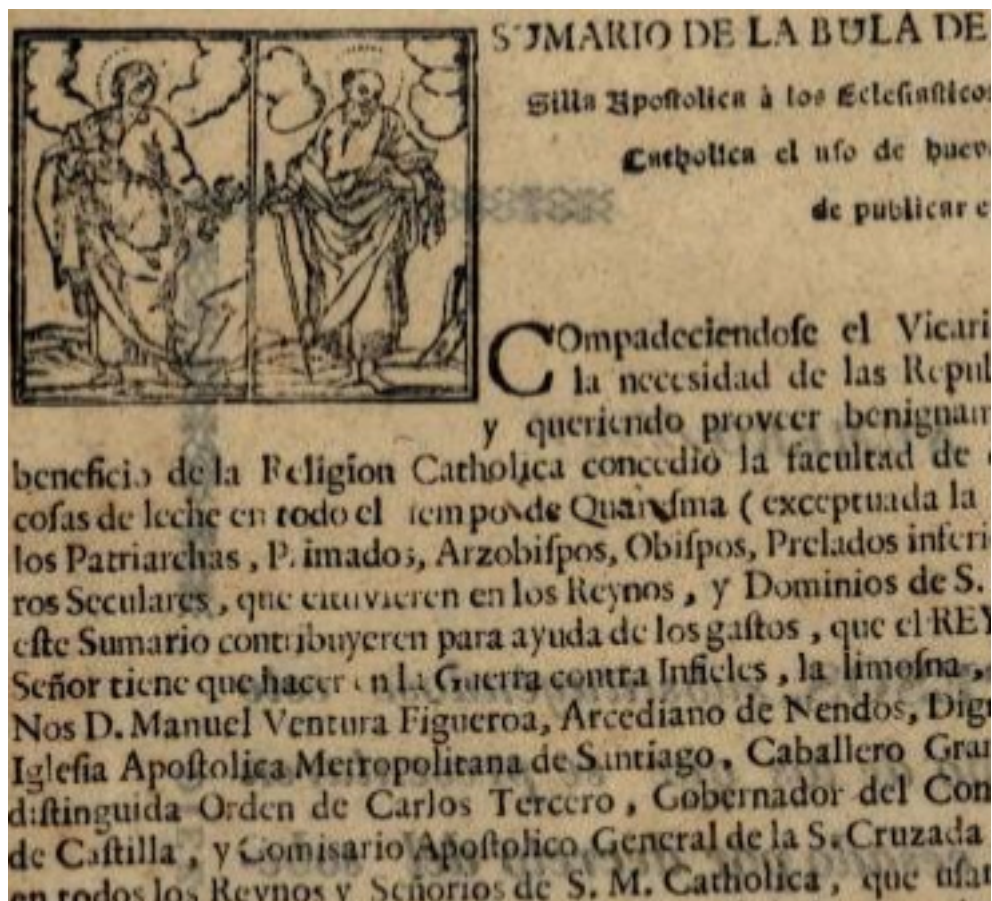 SUMARIO DE LA BULA DE
Silla Apostolica à los Eclesiasticos
Catholica el uso de huev
de publicar e
COmpadeciendose el Vicari
la necesidad de las Repul
y queriendo proveer benignam
beneficio de la Religion Catholica concedió la facultad de
cosas de leche en todo el tiempo de Quaresma ( exceptuada la
los Patriarchas, Primados, Arzobispos, Obispos, Prelados inferi
ros Seculares, que estuvieren en los Reynos, y Dominios de S.
este Sumario contribuyeren para ayuda de los gastos, que el REY
Señor tiene que hacer en la Guerra contra Infieles, la limosna,
Nos D. Manuel Ventura Figueroa, Arcediano de Nendos, Dig
Iglesia Apostolica Metropolitana de Santiago, Caballero Gran
distinguida Orden de Carlos Tercero, Gobernador del Con
de Castilla, y Comisario Apostolico General de la S. Cruzada
en todos los Reynos y Señorios de S. M. Catholica, que usar